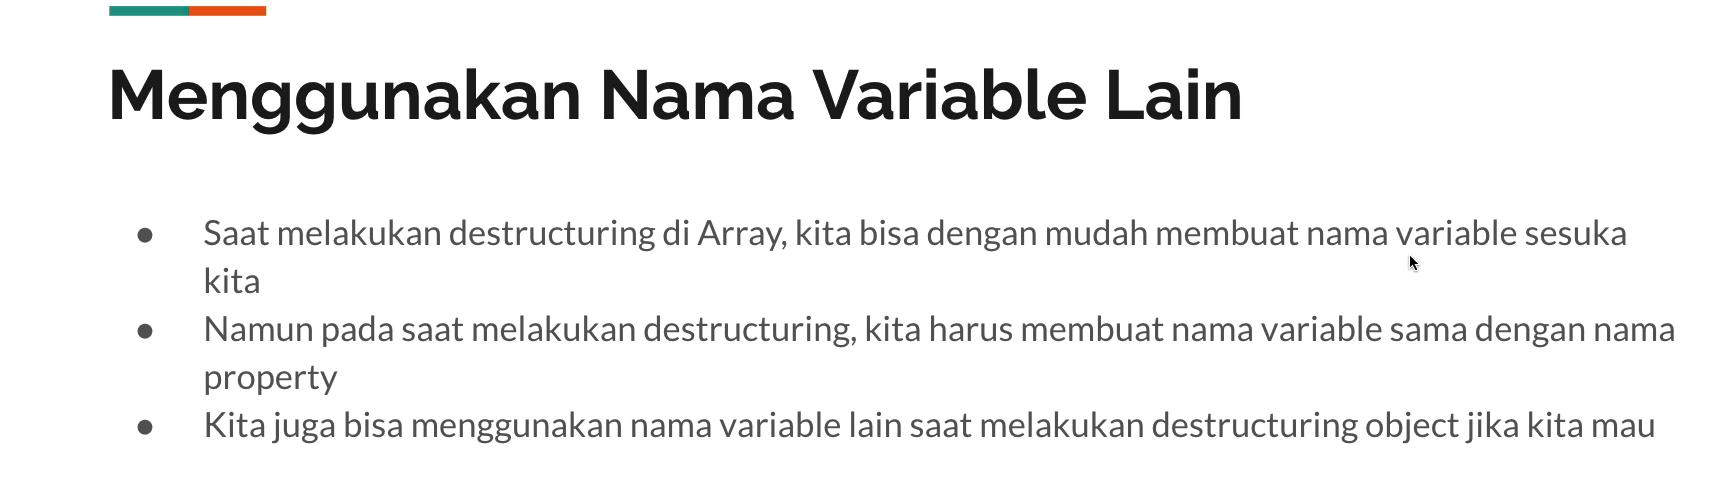 Menggunakan Nama Variable Lain
● Saat melakukan destructuring di Array, kita bisa dengan mudah membuat nama variable sesuka
kita
● Namun pada saat melakukan destructuring, kita harus membuat nama variable sama dengan nama
property
● Kita juga bisa menggunakan nama variable lain saat melakukan destructuring object jika kita mau